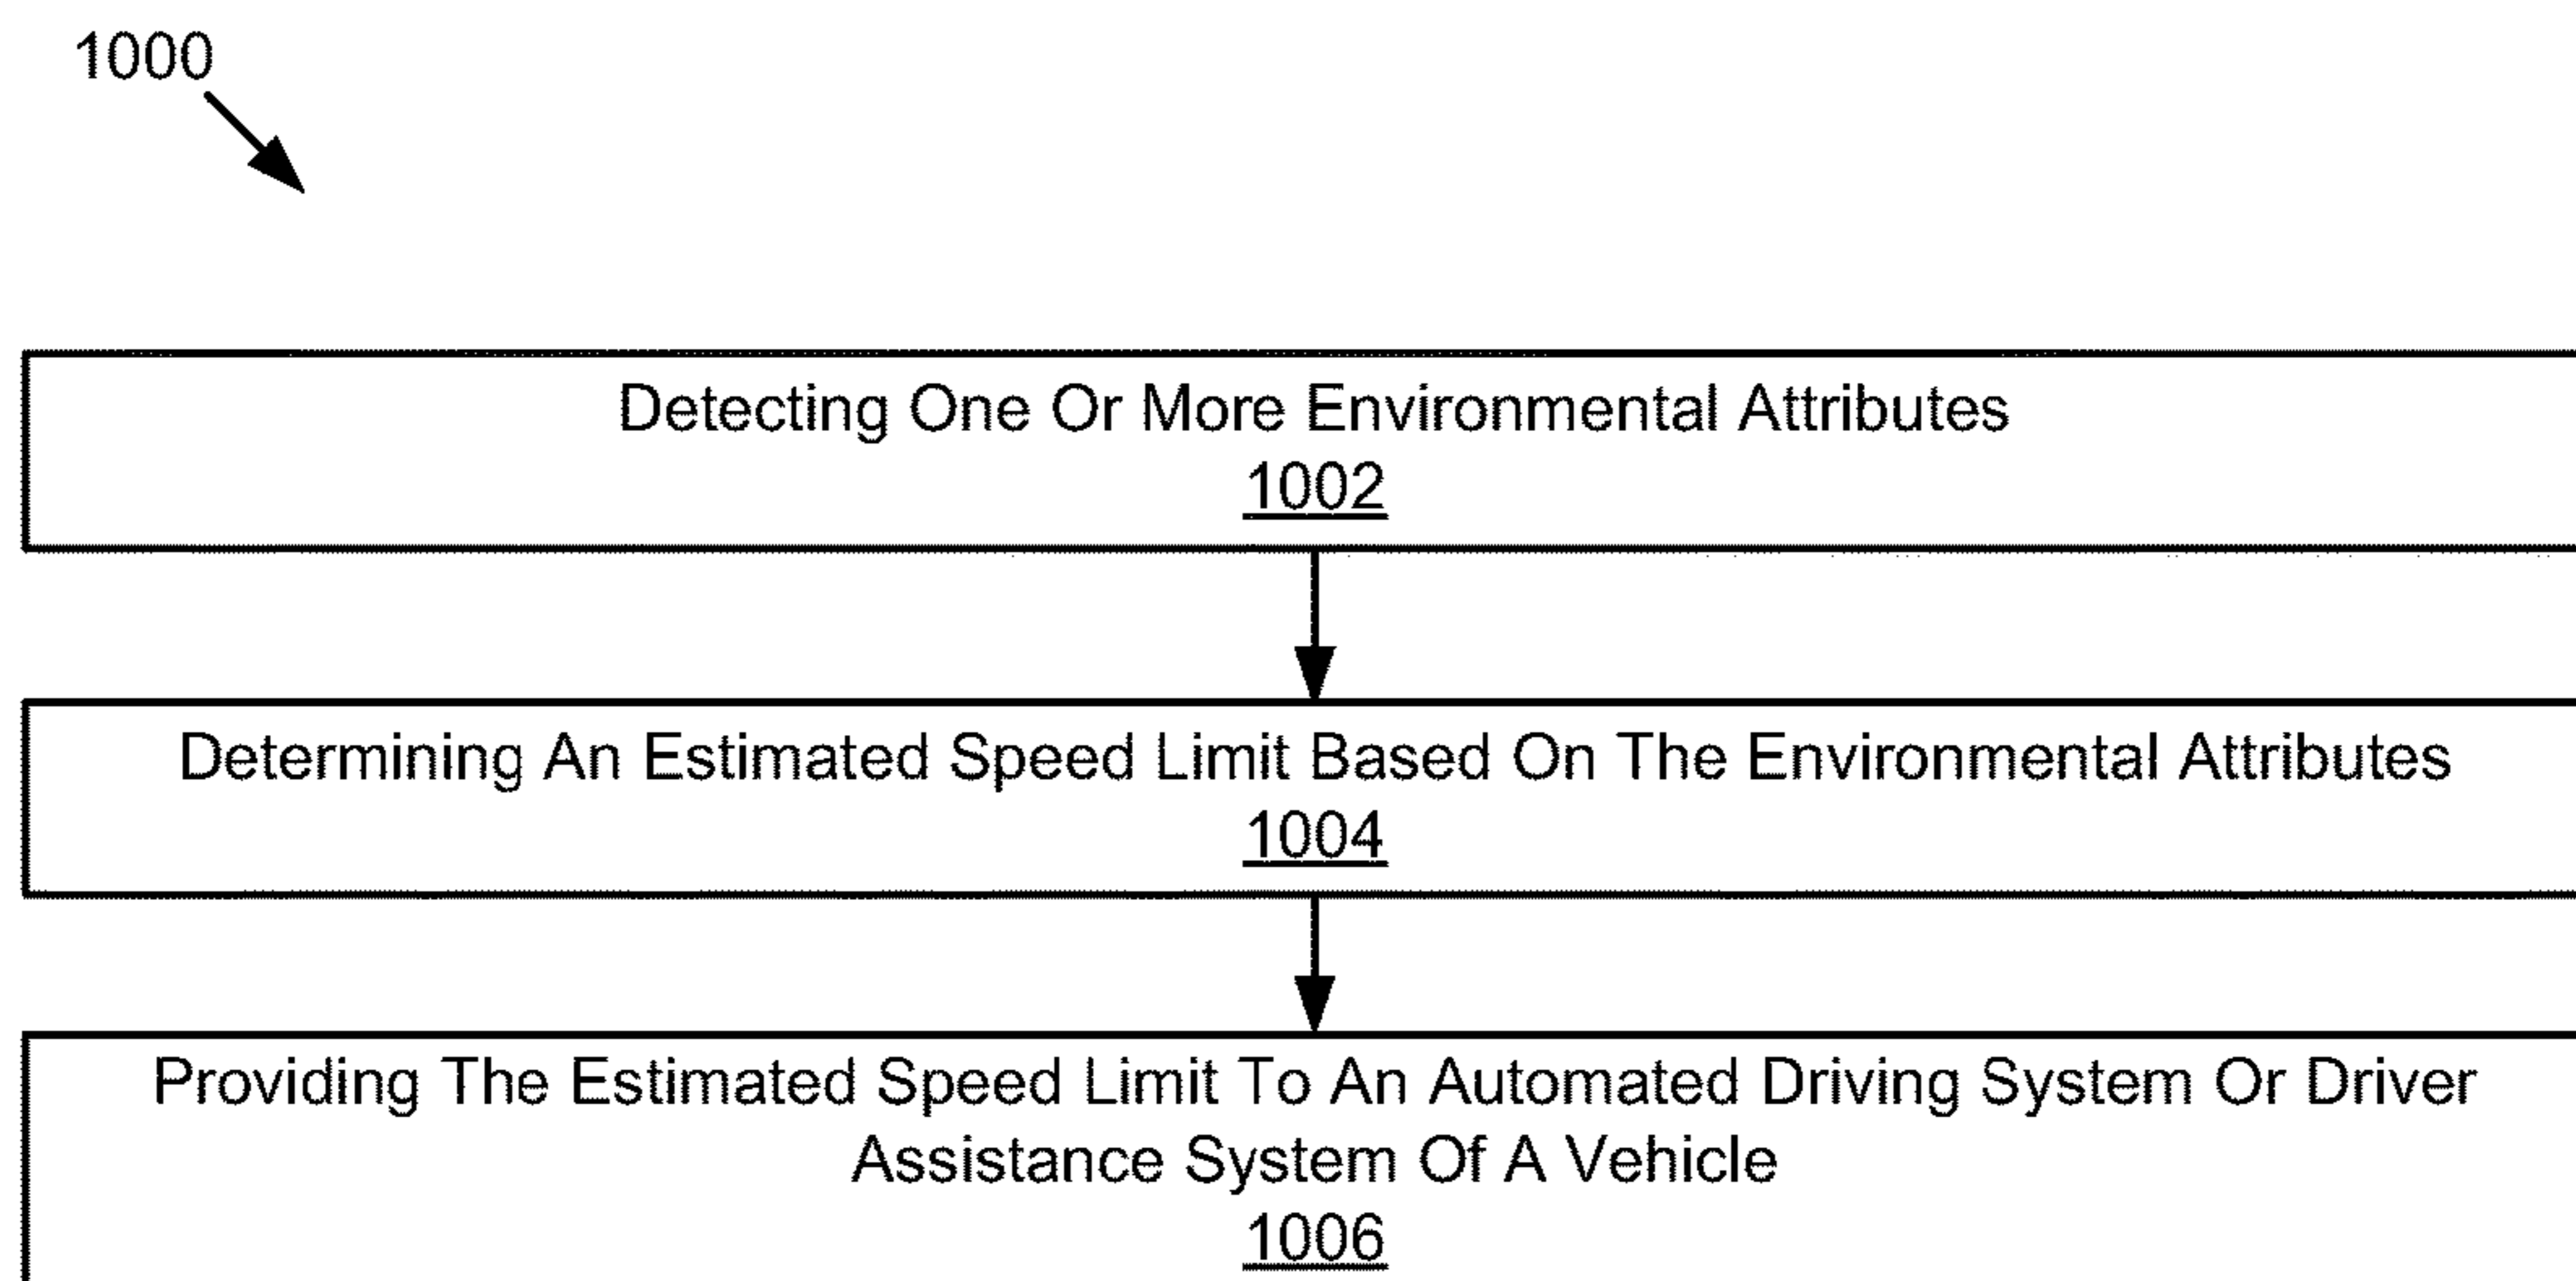 1000
Detecting One Or More Environmental Attributes
1002
Determining An Estimated Speed Limit Based On The Environmental Attributes
1004
Providing The Estimated Speed Limit To An Automated Driving System Or Driver
Assistance System Of A Vehicle
1006